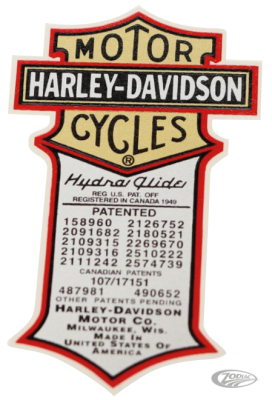 MOTOR
HARLEY-DAVIDSON
CYCLES
®
Hydra Glide
REG U.S. PAT. OFF
REGISTERED IN CANADA 1949
PATENTED
158960 2126752
2091682 2180521
2109315 2269670
2109316 2510222
2111242 2574739
CANADIAN PATENTS
107/17151
487981 490652
OTHER PATENTS PENDING
HARLEY-DAVIDSON
MOTOR CO.
MILWAUKEE, WIS.
MADE IN
UNITED STATES OF
AMERICA
ZODIAC